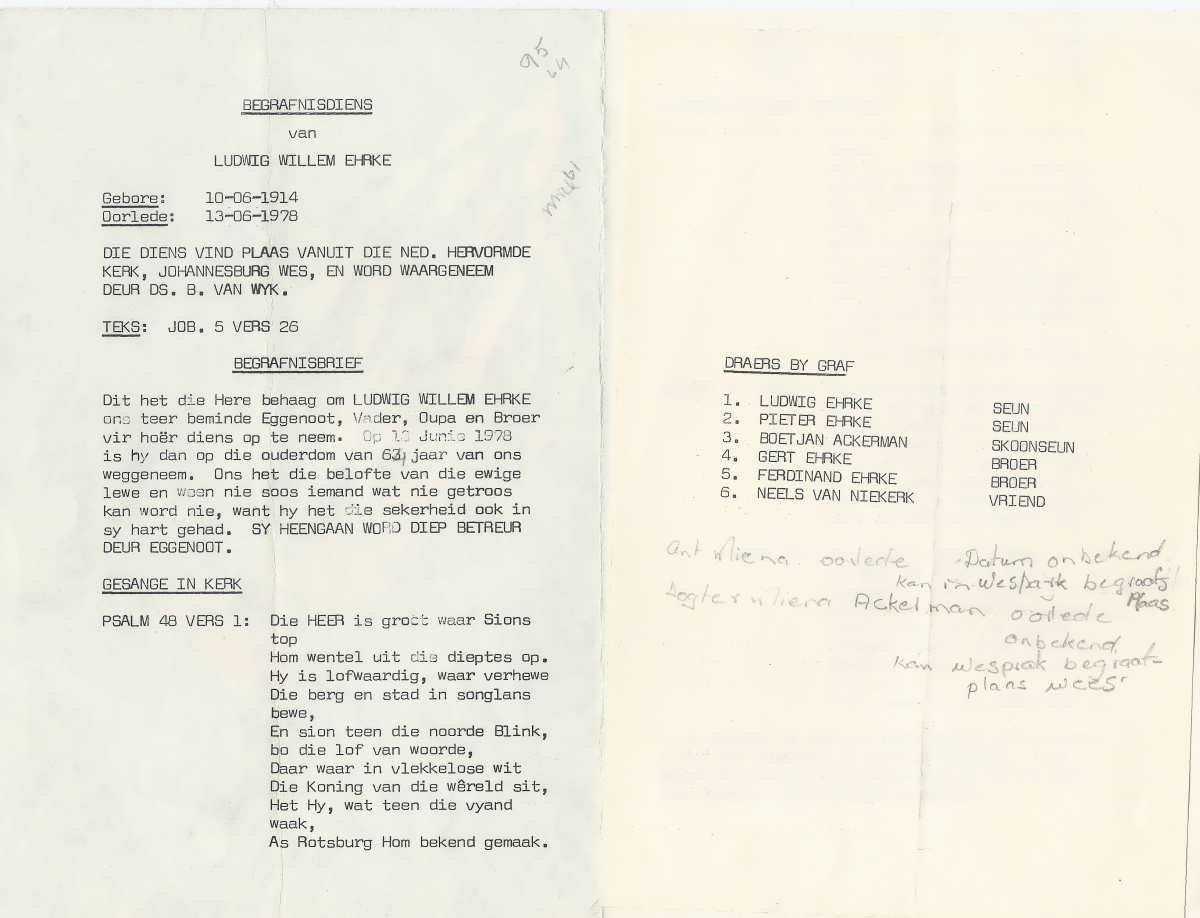 95
BEGRAFNISDIENS
van
LUDWIG WILLEM EHRKE
Gebore: 10-06-1914
Oorlede: 13-06-1978
DIE DIENS VIND PLAAS VANUIT DIE NED. HERVORMDE
KERK, JOHANNESBURG WES, EN WORD WAARGENEEM
DEUR DS. B. VAN WYK.
TEKS: JOB. 5 VERS 26
BEGRAFNISBRIEF
Dit het die Here behaag om LUDWIG WILLEM EHRKE
ons teer beminde Eggenoot, Vader, Oupa en Broer
vir hoër diens op te neem. Op 13 Junie 1978
is hy dan op die ouderdom van 64 jaar van ons
weggeneem. Ons het die belofte van die ewige
lewe en ween nie soos iemand wat nie getroos
kan word nie, want hy het die sekerheid ook in
sy hart gehad. SY HEENGAAN WORD DIEP BETREUR
DEUR EGGENOOT.
GESANGE IN KERK
PSALM 48 VERS 1: Die HEER is groot waar Sions
top
Hom wentel uit die dieptes op.
Hy is lofwaardig, waar verhewe
Die berg en stad in songlans
bewe,
En sion teen die noorde Blink,
bo die lof van woorde,
Daar waar in vlekkelose wit
Die Koning van die wêreld sit,
Het Hy, wat teen die vyand
waak,
As Rotsburg Hom bekend gemaak.
DRAERS BY GRAF
1. LUDWIG EHRKE SEUN
2. PIETER EHRKE SEUN
3. BOETJAN ACKERMAN SKOONSEUN
4. GERT EHRKE BROER
5. FERDINAND EHRKE BROER
6. NEELS VAN NIEKERK VRIEND
Ant Miena oorlede Datum onbekend
kan in Wespark begraafs
Plaas
dogter Miena Ackelman oorlede
onbekend
kan wesprak begraat-
plans wees